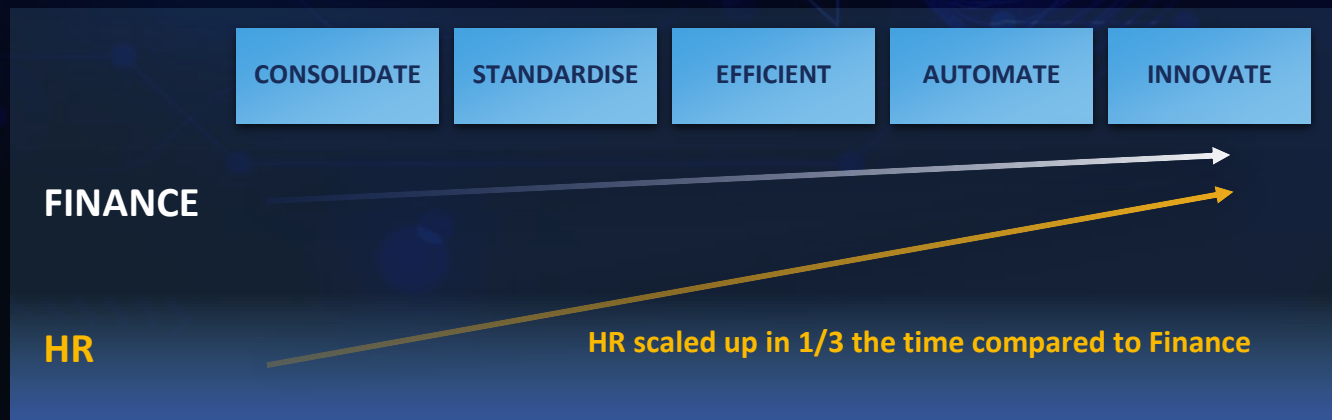 CONSOLIDATE STANDARDISE EFFICIENT AUTOMATE INNOVATE
FINANCE
HR
HR scaled up in 1/3 the time compared to Finance